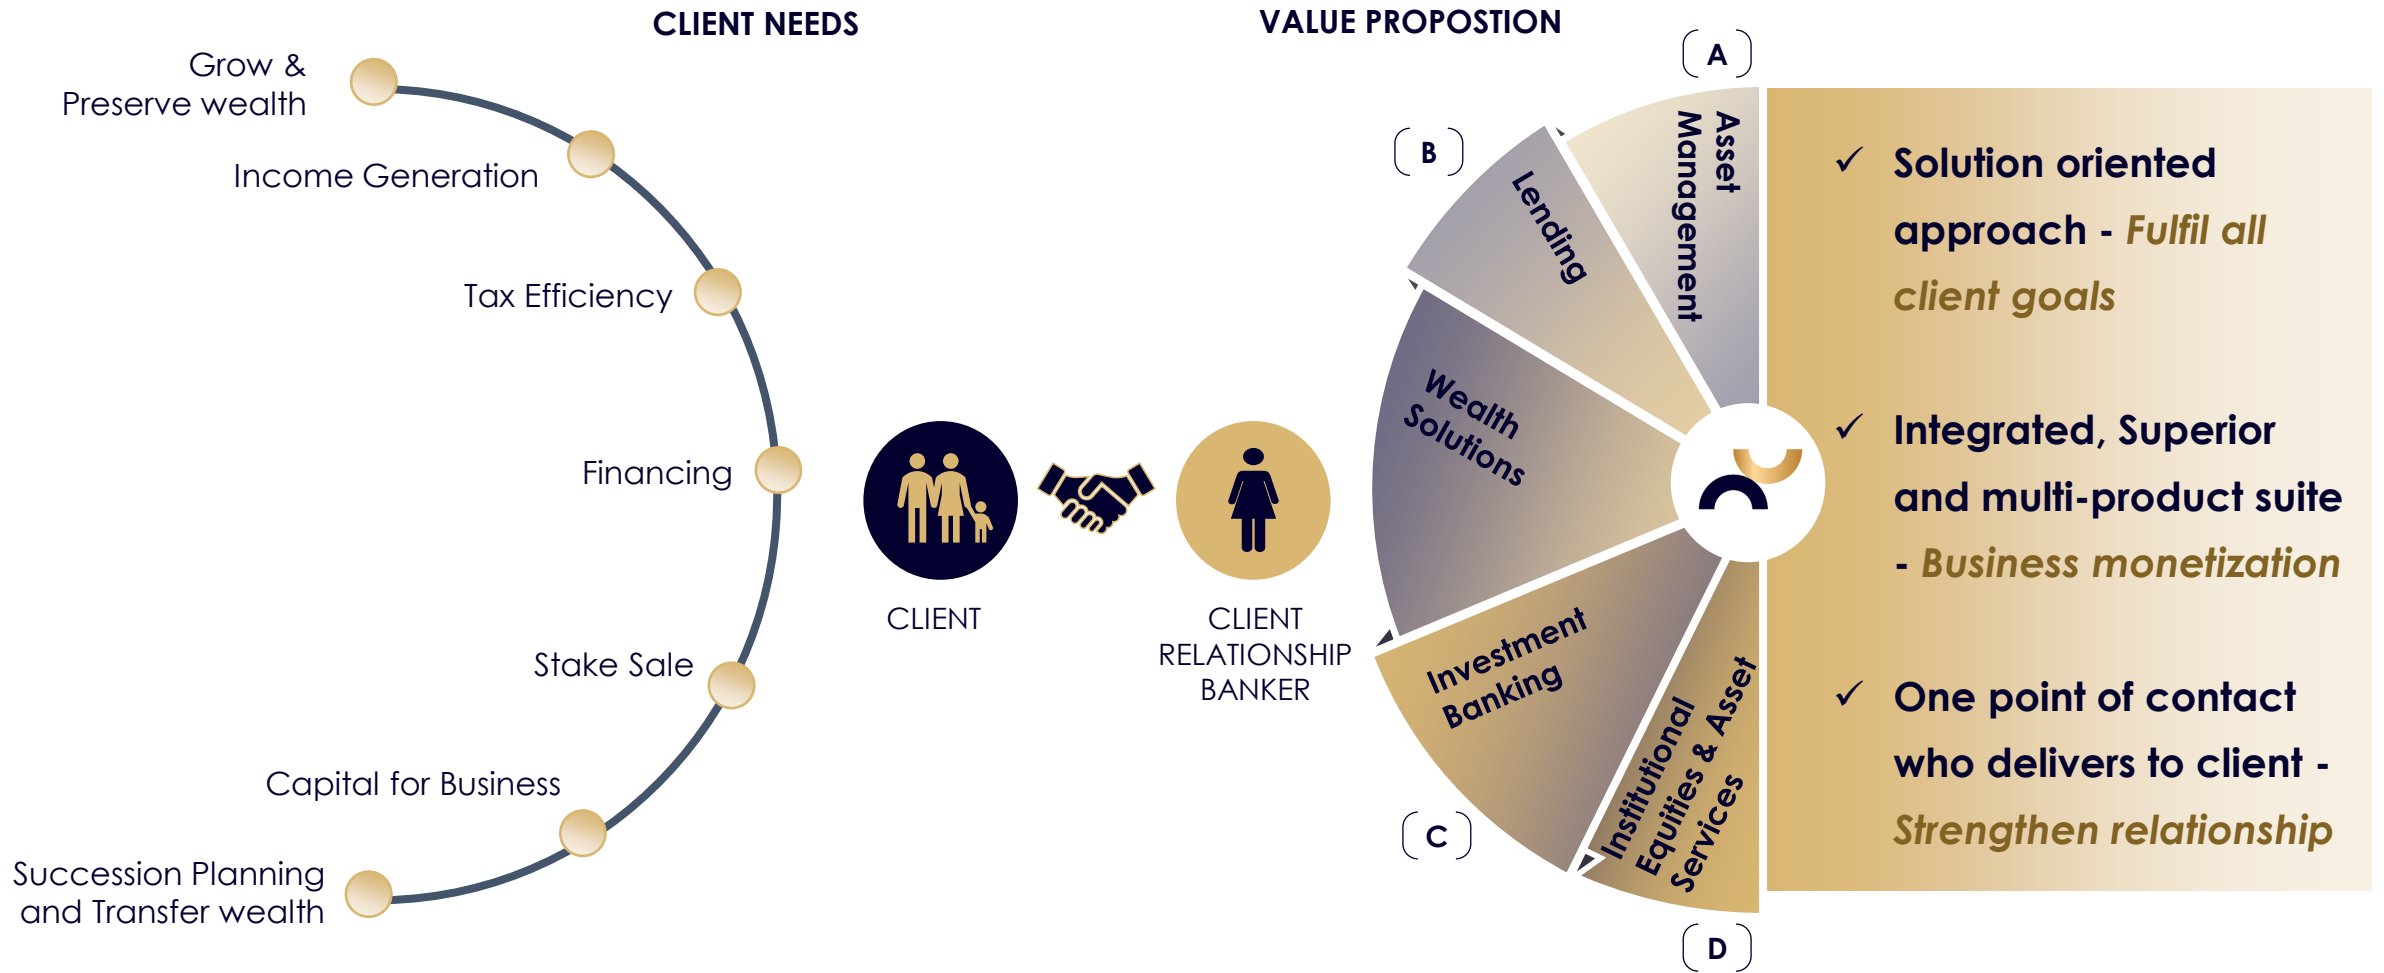 CLIENT NEEDS
Grow &
Preserve wealth
Income Generation
Tax Efficiency
Financing
Stake Sale
Capital for Business
Succession Planning
and Transfer wealth
CLIENT
CLIENT
RELATIONSHIP
BANKER
VALUE PROPOSTION
A
Asset
Management
B
Lending
Wealth
Solutions
Investment
Banking
C
Institutional
Equities & Asset
Services
D
✓ Solution oriented
approach - Fulfil all
client goals
✓ Integrated, Superior
and multi-product suite
- Business monetization
✓ One point of contact
who delivers to client -
Strengthen relationship